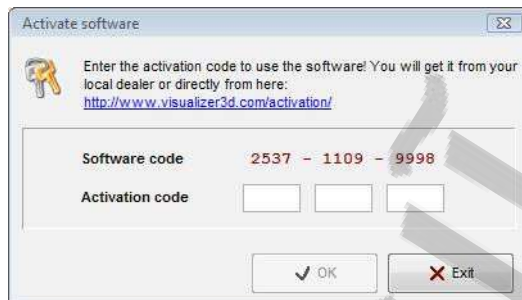 Activate software
Enter the activation code to use the software! You will get it from your
local dealer or directly from here:
http://www.visualizer3d.com/activation/
Software code 2537 - 1109 - 9998
Activation code
OK Exit